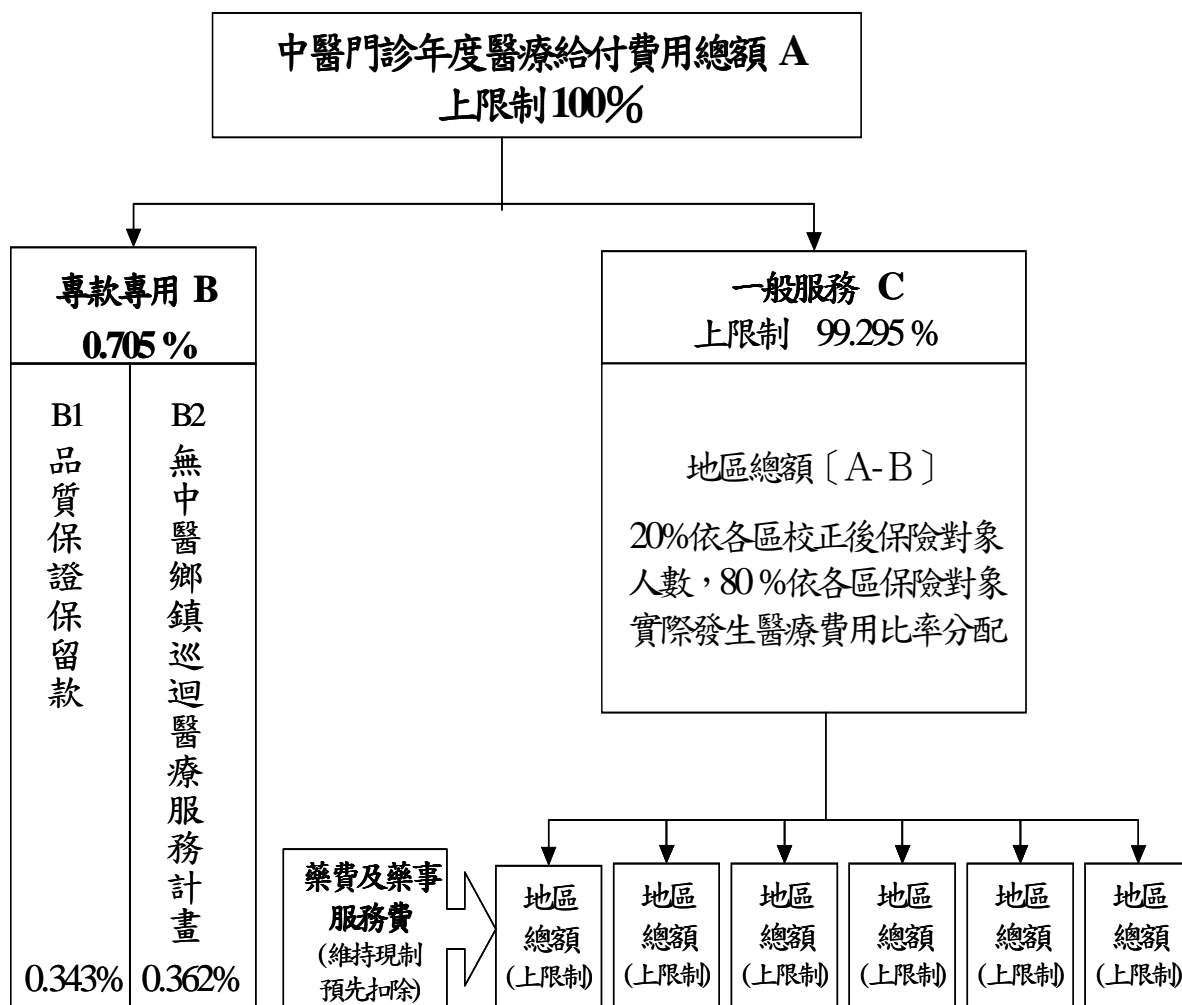 中醫門診年度醫療給付費用總額 A
上限制 100%
專款專用 B
0.705 %
B1
品質保證保留款
0.343%
B2
無中醫鄉鎮巡迴醫療服務計畫
0.362%
一般服務 C
上限制 99.295 %
地區總額〔A-B〕
20%依各區校正後保險對象
人數，80 %依各區保險對象
實際發生醫療費用比率分配
藥費及藥事
服務費
(維持現制
預先扣除)
地區
總額
(上限制)
地區
總額
(上限制)
地區
總額
(上限制)
地區
總額
(上限制)
地區
總額
(上限制)
地區
總額
(上限制)